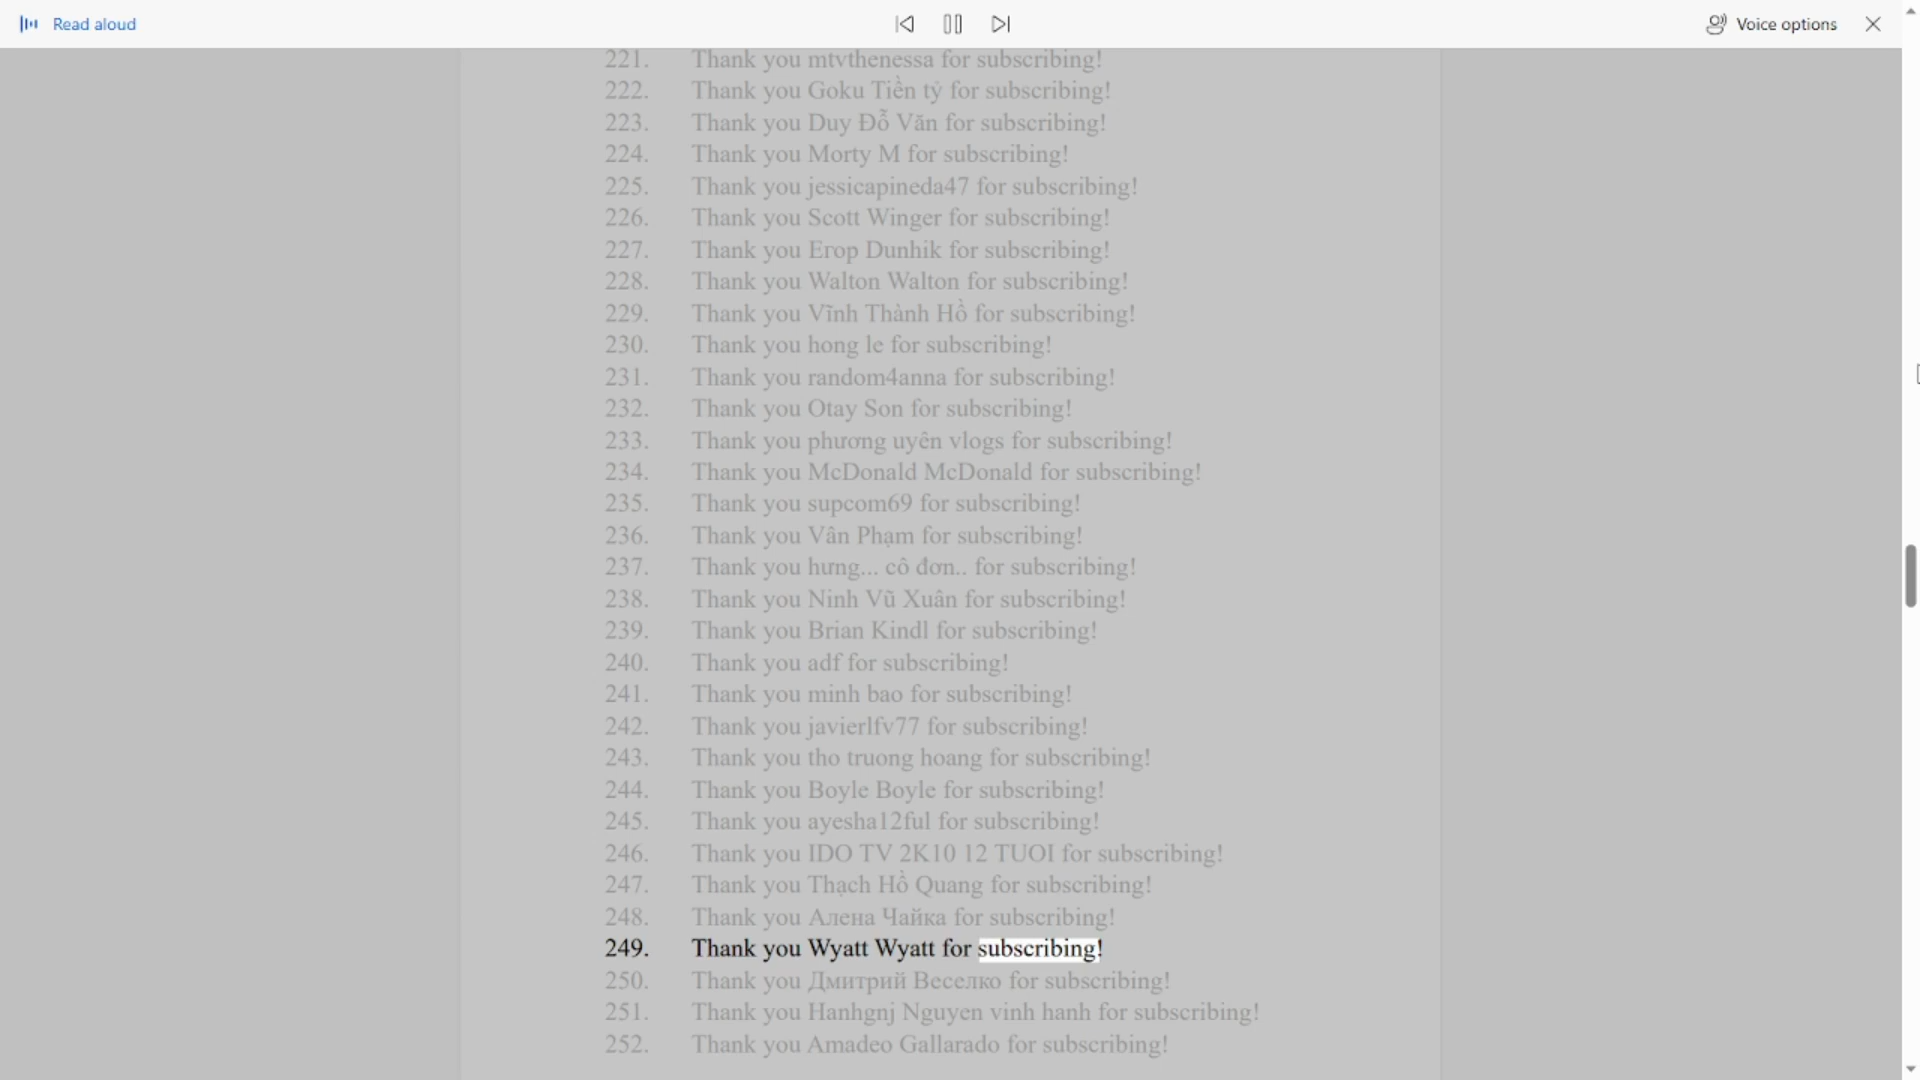 Read aloud
Voice options
221. Thank you mtvthenessa for subscribing!
222. Thank you Goku Tiền tỷ for subscribing!
223. Thank you Duy Đỗ Văn for subscribing!
224. Thank you Morty M for subscribing!
225. Thank you jessicapineda47 for subscribing!
226. Thank you Scott Winger for subscribing!
227. Thank you Егор Dunhik for subscribing!
228. Thank you Walton Walton for subscribing!
229. Thank you Vĩnh Thành Hồ for subscribing!
230. Thank you hong le for subscribing!
231. Thank you random4anna for subscribing!
232. Thank you Otay Son for subscribing!
233. Thank you phương uyên vlogs for subscribing!
234. Thank you McDonald McDonald for subscribing!
235. Thank you supcom69 for subscribing!
236. Thank you Vân Phạm for subscribing!
237. Thank you hưng... cô đơn.. for subscribing!
238. Thank you Ninh Vũ Xuân for subscribing!
239. Thank you Brian Kindl for subscribing!
240. Thank you adf for subscribing!
241. Thank you minh bao for subscribing!
242. Thank you javierlfv77 for subscribing!
243. Thank you tho truong hoang for subscribing!
244. Thank you Boyle Boyle for subscribing!
245. Thank you ayesha12ful for subscribing!
246. Thank you IDO TV 2K10 12 TUOI for subscribing!
247. Thank you Thạch Hồ Quang for subscribing!
248. Thank you Алена Чайка for subscribing!
249. Thank you Wyatt Wyatt for subscribing!
250. Thank you Дмитрий Веселко for subscribing!
251. Thank you Hanhgnj Nguyen vinh hanh for subscribing!
252. Thank you Amadeo Gallarado for subscribing!